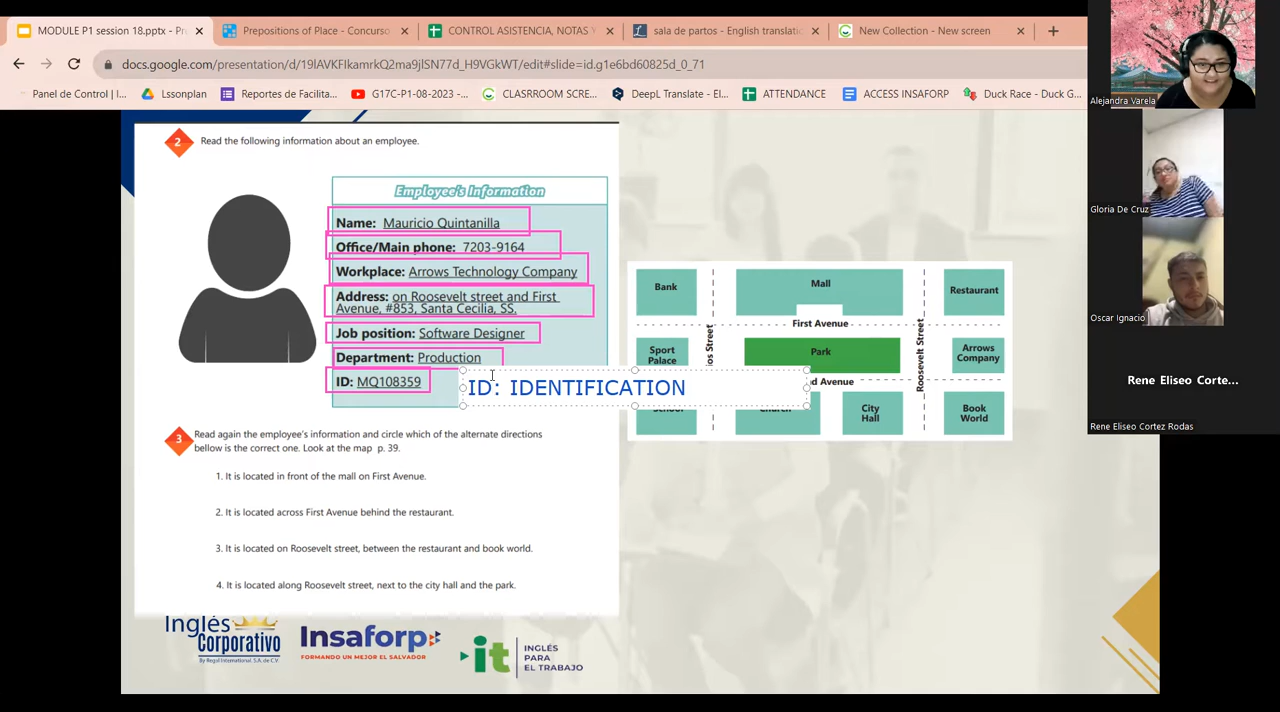 MODULE P1 session 18.pptx - Pr
Prepositions of Place - Concurso
CONTROL ASISTENCIA, NOTAS Y
sala de partos - English translati
New Collection - New screen
docs.google.com/presentation/d/19lAVKFIkamrkQ2ma9jlSN77d_H9VGkWT/edit#slide=id.g1e6bd60825d_0_71
Panel de Control | I...
Lssonplan
Reportes de Facilita...
G17C-P1-08-2023 -...
CLASSRROM SCRE...
DeepL Translate - El...
ATTENDANCE
ACCESS INSAFORP
Duck Race - Duck G...
Alejandra Varela
Gloria De Cruz
Oscar Ignacio
Rene Eliseo Corte...
Rene Eliseo Cortez Rodas
2
Read the following information about an employee.
Employee's Information
Name: Mauricio Quintanilla
Office/Main phone: 7203-9164
Workplace: Arrows Technology Company
Address: on Roosevelt street and First
Avenue, #853, Santa Cecilia, SS.
Job position: Software Designer
Department: Production
ID: MQ108359
ID: IDENTIFICATION
Bank
Mall
Restaurant
First Avenue
Sport
Palace
Street
Park
Roosevelt Street
Arrows
Company
Avenue
City
Hall
Book
World
3
Read again the employee's information and circle which of the alternate directions
bellow is the correct one. Look at the map p. 39.
1. It is located in front of the mall on First Avenue.
2. It is located across First Avenue behind the restaurant.
3. It is located on Roosevelt street, between the restaurant and book world.
4. It is located along Roosevelt street, next to the city hall and the park.
Inglés
Corporativo
By Regal International, S.A. de C.V.
Insaforp
FORMANDO UN MEJOR EL SALVADOR
it
INGLÉS
PARA
EL TRABAJO